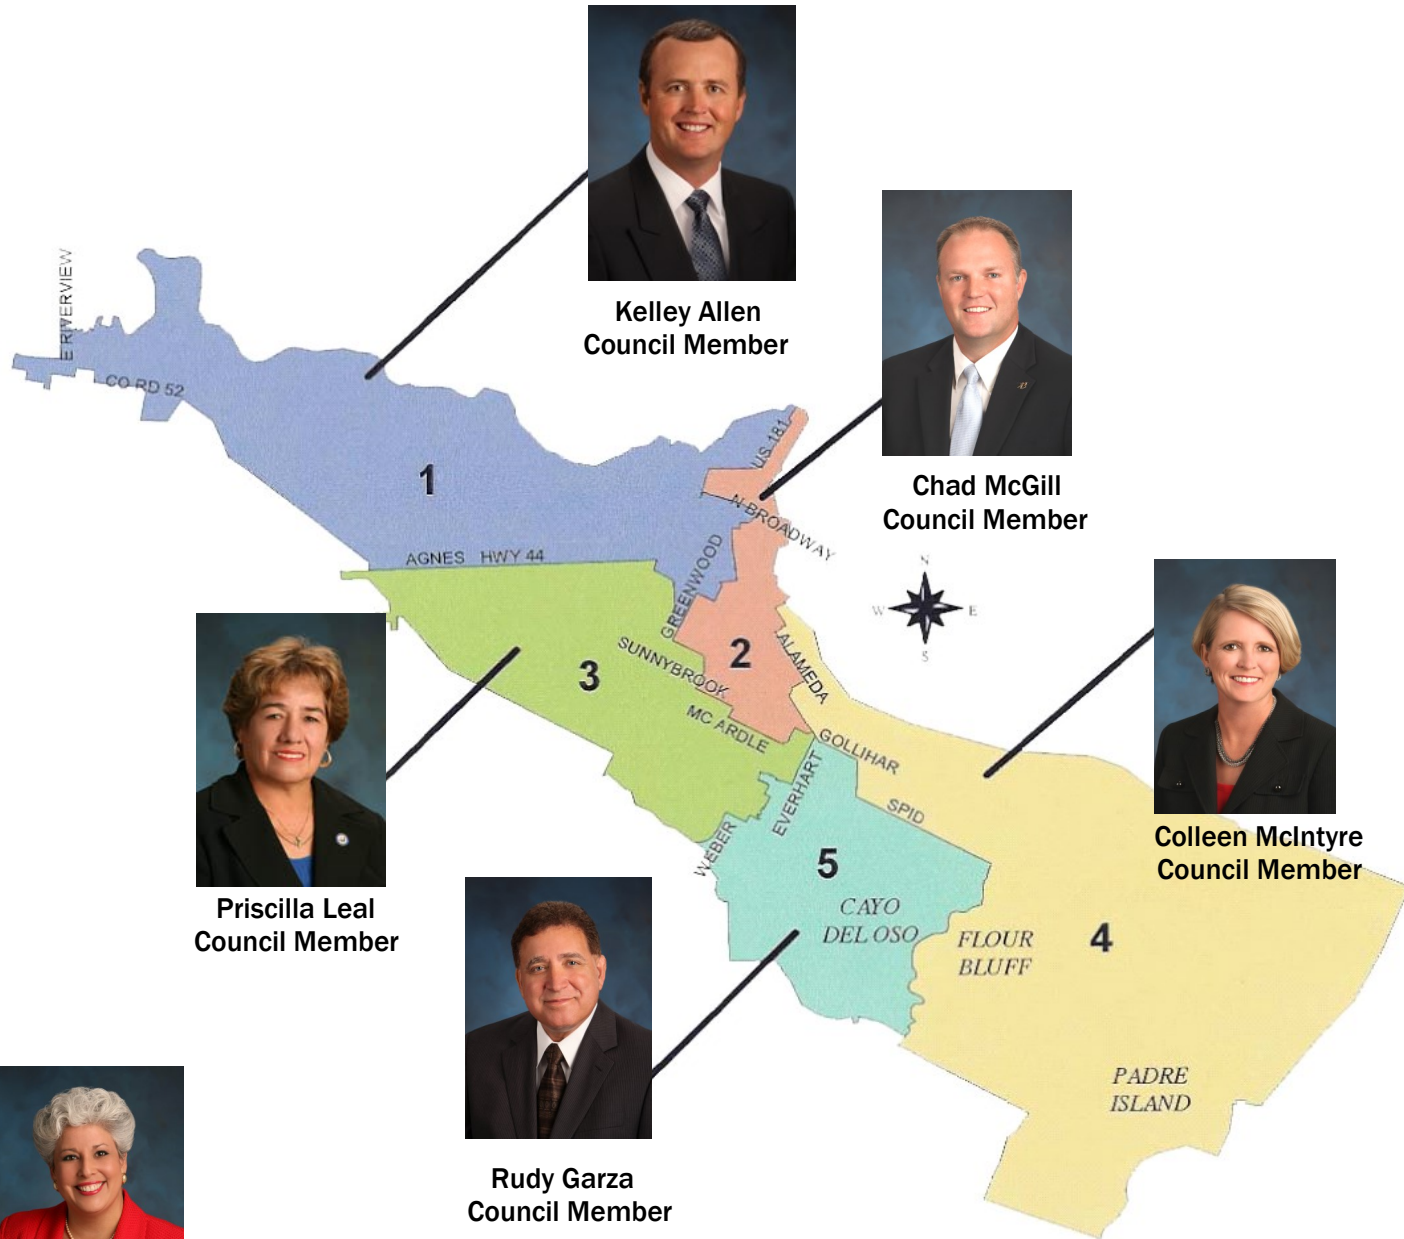 Kelley Allen
Council Member
Chad McGill
Council Member
E RIVERVIEW
CO RD 52
1
US 181
N BROADWAY
AGNES HWY 44
GREENWOOD
N
W
E
S
2
ALAMEDA
3
SUNNYBROOK
MC ARDLE
GOLLIHAR
EVERHART
SPID
WEBER
Colleen McIntyre
Council Member
5
CAYO
DEL OSO
FLOUR
BLUFF
4
Priscilla Leal
Council Member
PADRE
ISLAND
Rudy Garza
Council Member